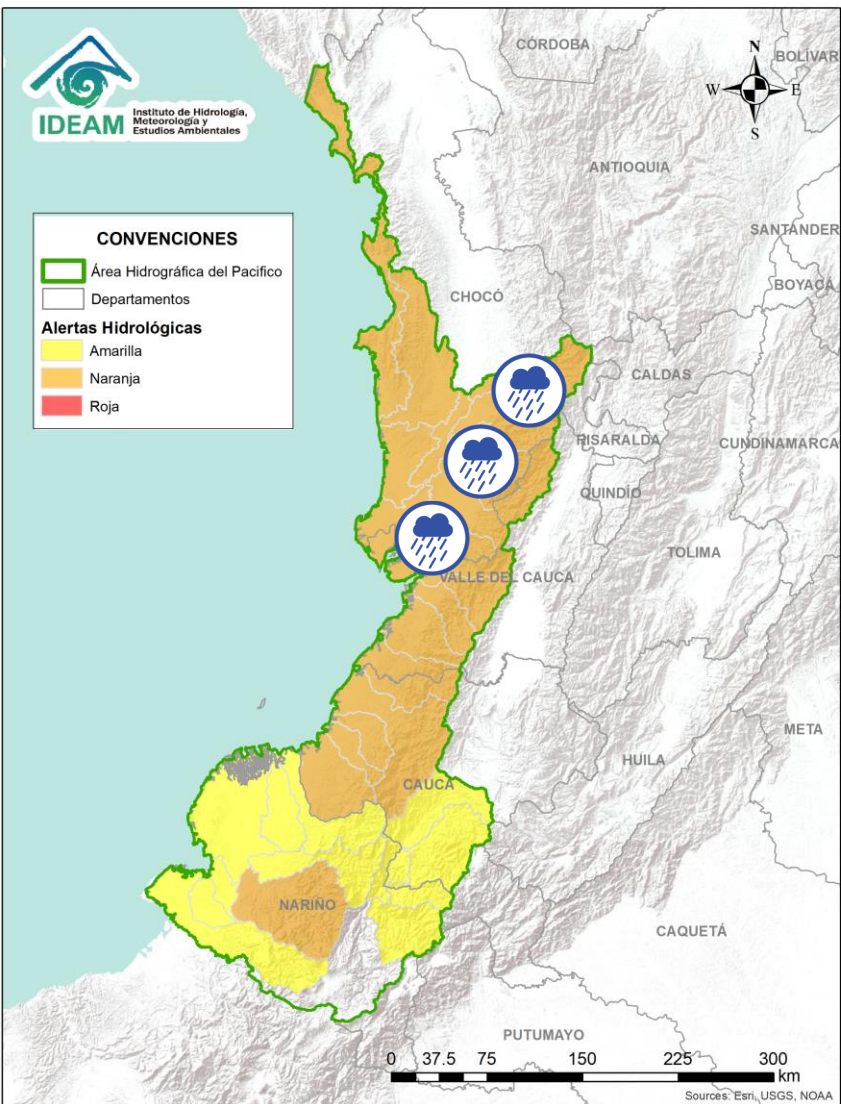 IDEAM
Instituto de Hidrología,
Meteorología y
Estudios Ambientales
CÓRDOBA
BOLÍVAR
N
W
E
S
ANTIOQUIA
SANTANDER
BOYACÁ
CONVENCIONES
Área Hidrográfica del Pacifico
Departamentos
Alertas Hidrológicas
Amarilla
Naranja
Roja
CHOCÓ
CALDAS
RISARALDA
CUNDINAMARCA
QUINDÍO
TOLIMA
VALLE DEL CAUCA
META
HUILA
CAUCA
NARIÑO
CAQUETÁ
PUTUMAYO
0 37.5 75 150 225 300
km
Sources: Esri, USGS, NOAA